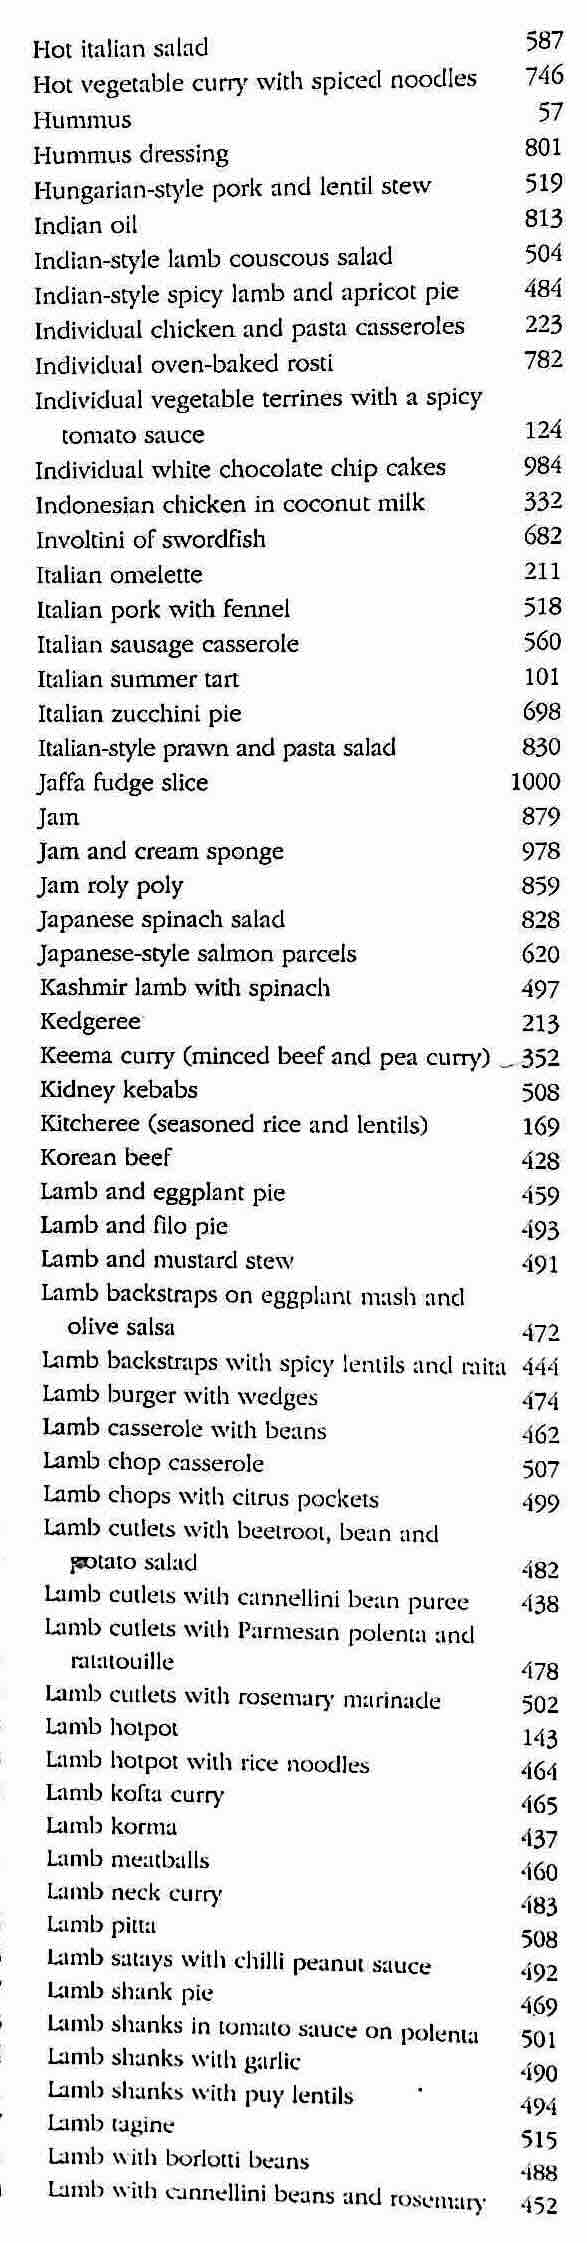 Hot italian salad 587
Hot vegetable curry with spiced noodles 746
Hummus 57
Hummus dressing 801
Hungarian-style pork and lentil stew 519
Indian oil 813
Indian-style lamb couscous salad 504
Indian-style spicy lamb and apricot pie 484
Individual chicken and pasta casseroles 223
Individual oven-baked rosti 782
Individual vegetable terrines with a spicy
tomato sauce 124
Individual white chocolate chip cakes 984
Indonesian chicken in coconut milk 332
Involtini of swordfish 682
Italian omelette 211
Italian pork with fennel 518
Italian sausage casserole 560
Italian summer tart 101
Italian zucchini pie 698
Italian-style prawn and pasta salad 830
Jaffa fudge slice 1000
Jam 879
Jam and cream sponge 978
Jam roly poly 859
Japanese spinach salad 828
Japanese-style salmon parcels 620
Kashmir lamb with spinach 497
Kedgeree 213
Keema curry (minced beef and pea curry) 352
Kidney kebabs 508
Kitcheree (seasoned rice and lentils) 169
Korean beef 428
Lamb and eggplant pie 459
Lamb and filo pie 493
Lamb and mustard stew 491
Lamb backstraps on eggplant mash and
olive salsa 472
Lamb backstraps with spicy lentils and raita 444
Lamb burger with wedges 474
Lamb casserole with beans 462
Lamb chop casserole 507
Lamb chops with citrus pockets 499
Lamb cutlets with beetroot, bean and
potato salad 482
Lamb cutlets with cannellini bean puree 438
Lamb cutlets with Parmesan polenta and
ratatouille 478
Lamb cutlets with rosemary marinade 502
Lamb hotpot 143
Lamb hotpot with rice noodles 464
Lamb kofta curry 465
Lamb korma 437
Lamb meatballs 460
Lamb neck curry 483
Lamb pitta 508
Lamb satays with chilli peanut sauce 492
Lamb shank pie 469
Lamb shanks in tomato sauce on polenta 501
Lamb shanks with garlic 490
Lamb shanks with puy lentils 494
Lamb tagine 515
Lamb with borlotti beans 488
Lamb with cannellini beans and rosemary 452